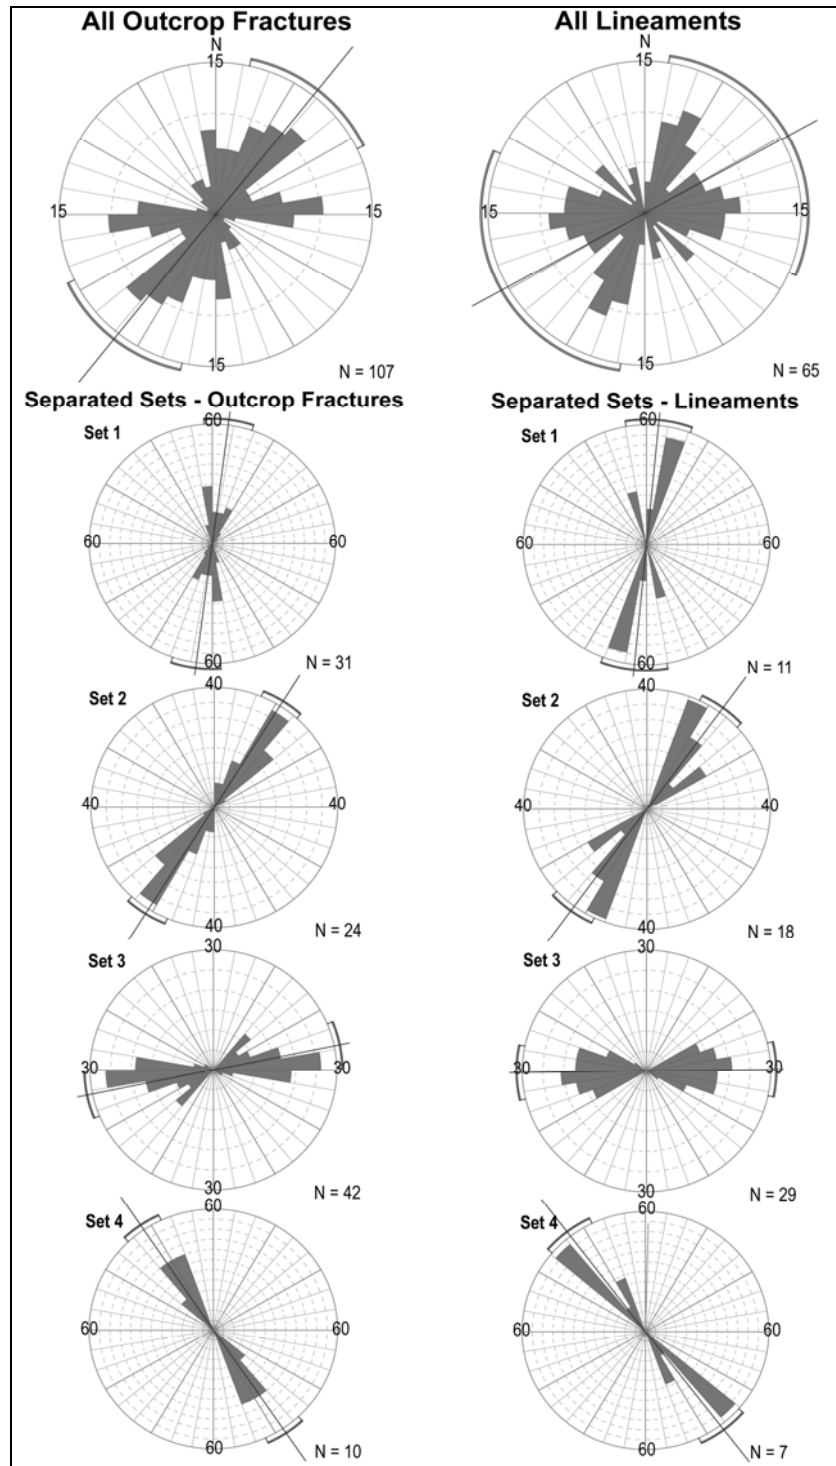 All Outcrop Fractures
All Lineaments
N
15
N
15
15
15
15
15
15
15
N = 107
N = 65
Separated Sets - Outcrop Fractures
Separated Sets - Lineaments
Set 1
60
60
60
60
N = 31
Set 1
60
60
60
60
N = 11
Set 2
40
40
40
40
N = 24
Set 2
40
40
40
40
N = 18
Set 3
30
30
30
30
N = 42
Set 3
30
30
30
30
N = 29
Set 4
60
60
60
60
N = 10
Set 4
60
60
60
60
N = 7